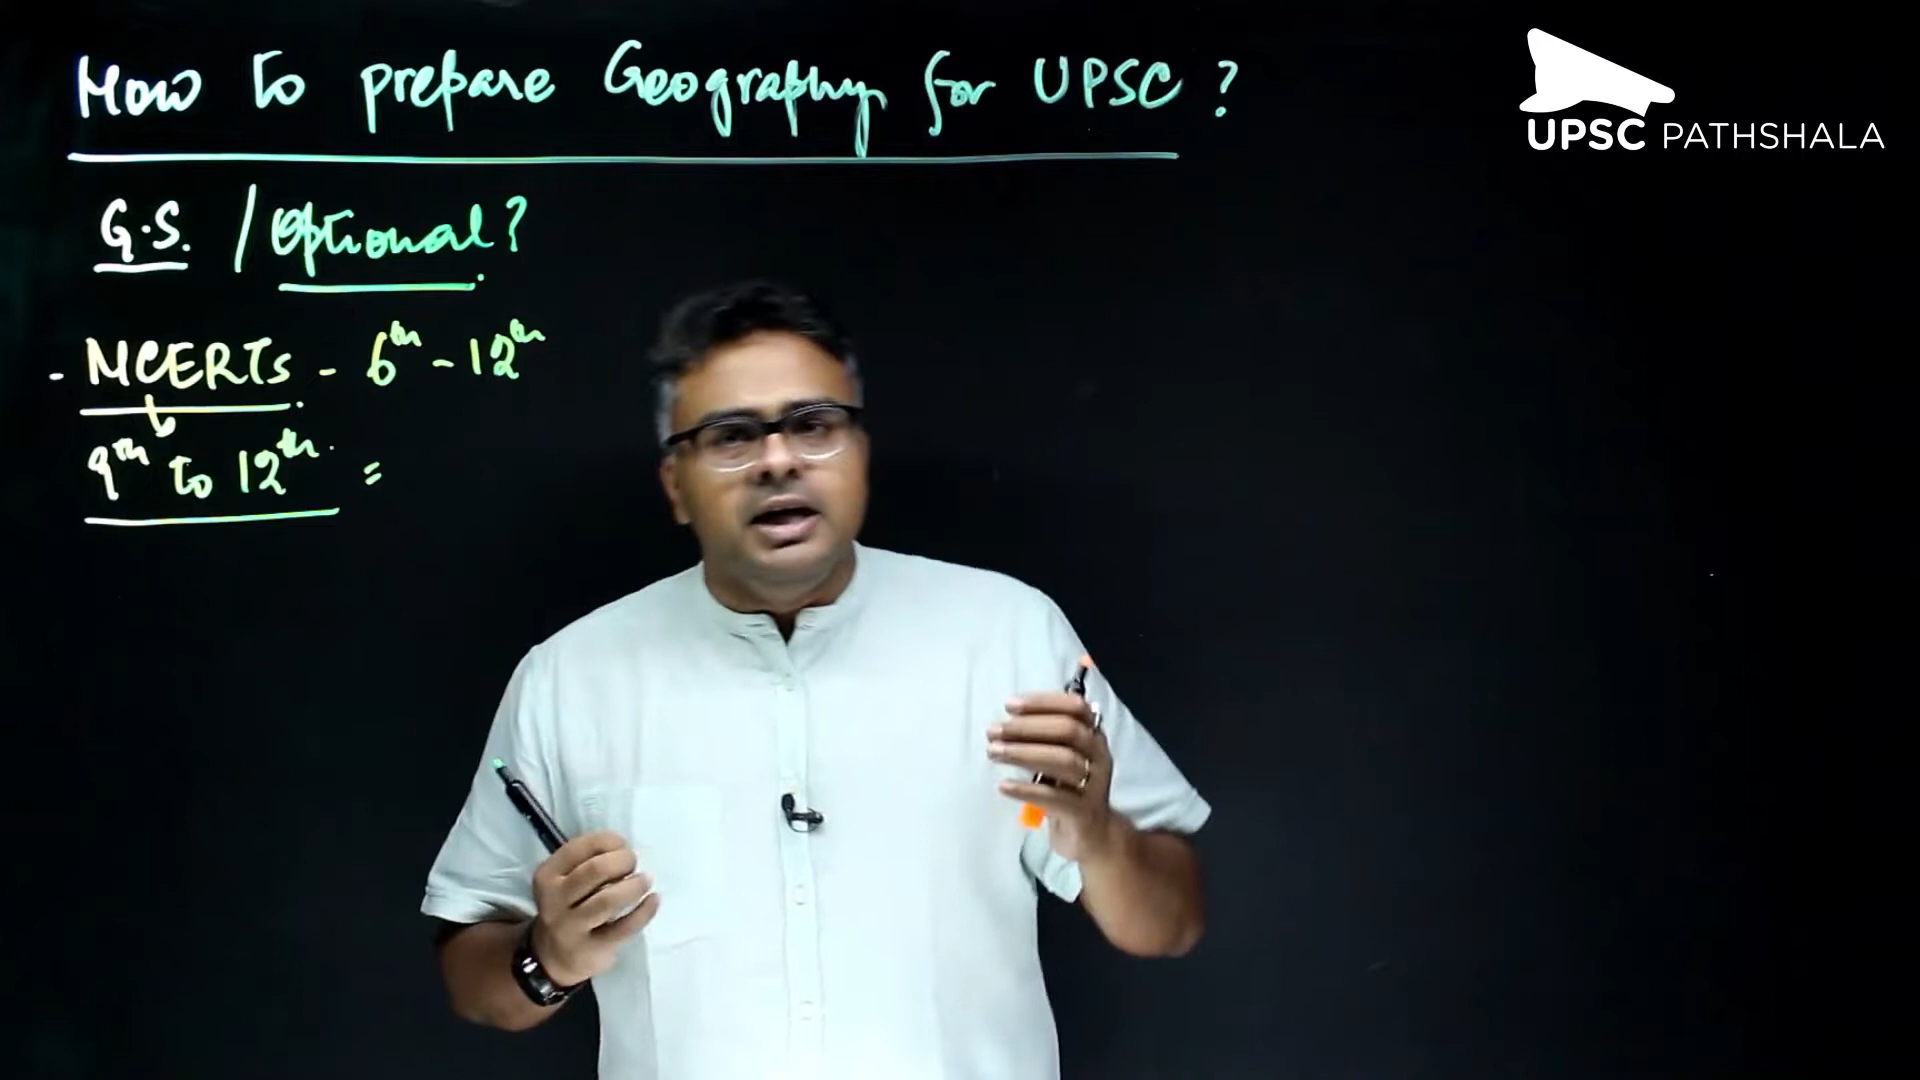 How to prepare Geography for UPSC ?
UPSC PATHSHALA
G.S. / Optional?
- NCERTs - 6th - 12th
9th to 12th. =